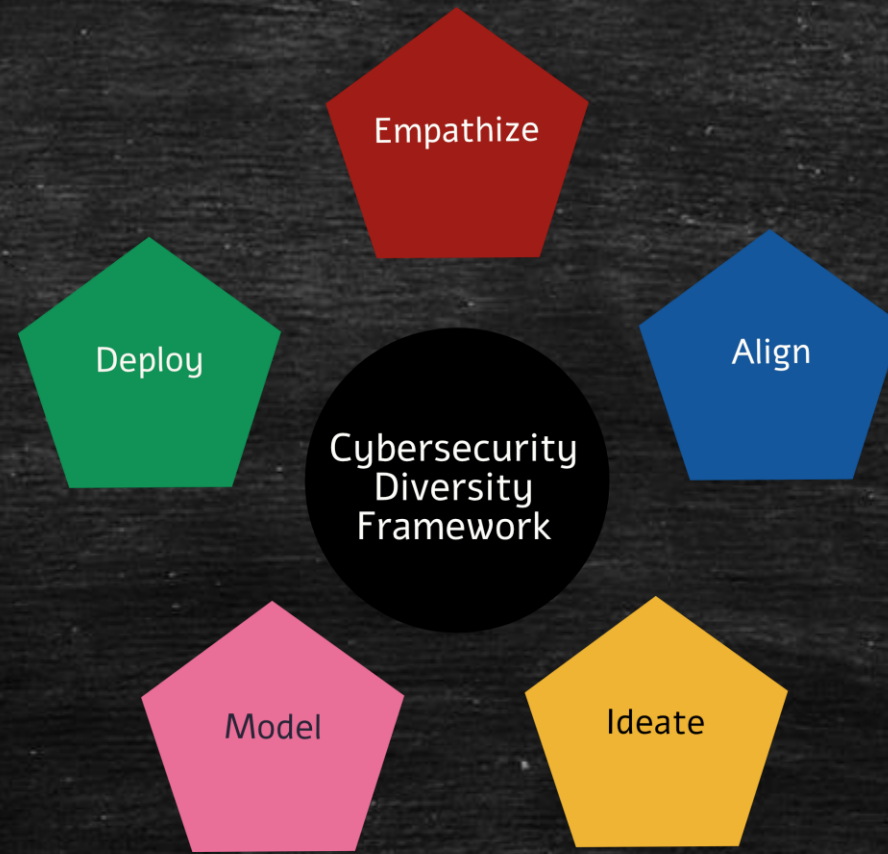 Empathize
Deploy
Align
Cybersecurity
Diversity
Framework
Model
Ideate